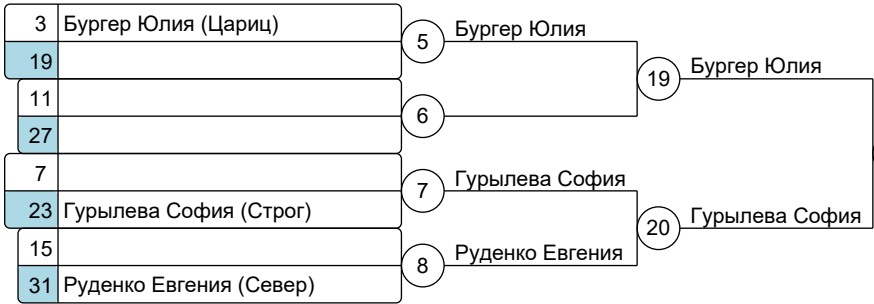 3 Бургер Юлия (Цариц)
19
5 Бургер Юлия
11
27
6
19 Бургер Юлия
7
23 Гурылева София (Строг)
7 Гурылева София
15
31 Руденко Евгения (Север)
8 Руденко Евгения
20 Гурылева София